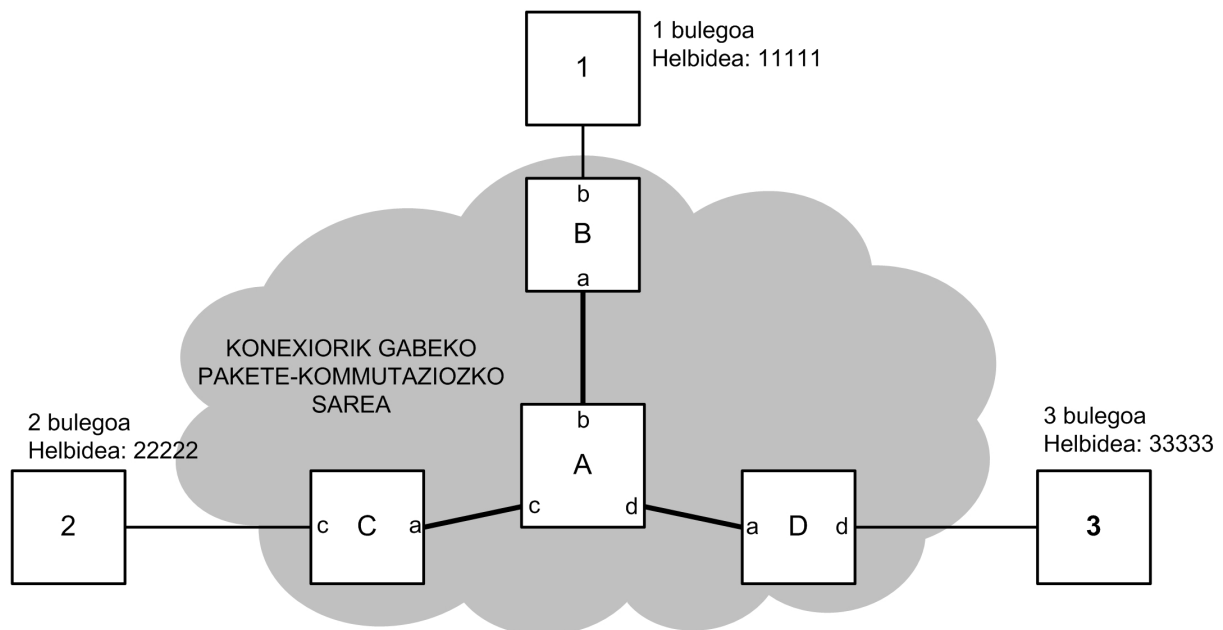 1 bulegoa
Helbidea: 11111
1
b
B
a
KONEXIORIK GABEKO
PAKETE-KOMMUTAZIOZKO
SAREA
b
A
c
d
2 bulegoa
Helbidea: 22222
2
c
C
a
a
D
d
3 bulegoa
Helbidea: 33333
3